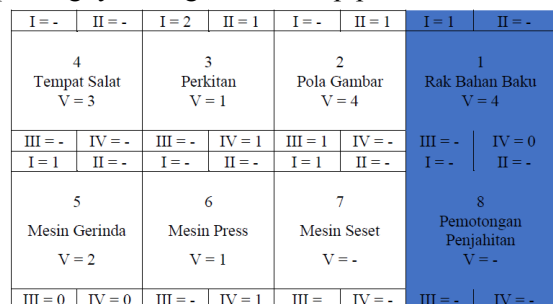 I = - II = - I = 2 II = 1 II = 1 I = 1 II = -
4 3 2 1
Tempat Salat Perkitan Pola Gambar Rak Bahan Baku
V = 3 V = 1 V = 4 V = 4
III = - IV = - III = - IV = 1 III = 1 IV = - III = - IV = 0
I = 1 II = - I = - II = - I = 1 II = - I = - II = -
5 6 7 8
Mesin Gerinda Mesin Press Mesin Seset Pemotongan
Penjahitan
V = 2 V = 1 V = - V = -
III = 0 IV = 0 III = - IV = 1 III = IV = - III = - IV = -